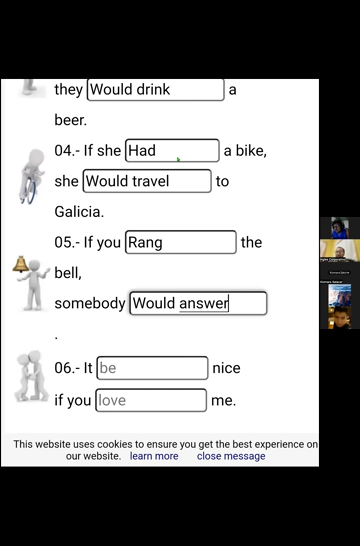 they Would drink a
beer.
04.- If she Had a bike,
she Would travel to
Galicia.
05.- If you Rang the
bell,
somebody Would answer
.
06.- It be nice
if you love me.
This website uses cookies to ensure you get the best experience on
our website. learn more close message